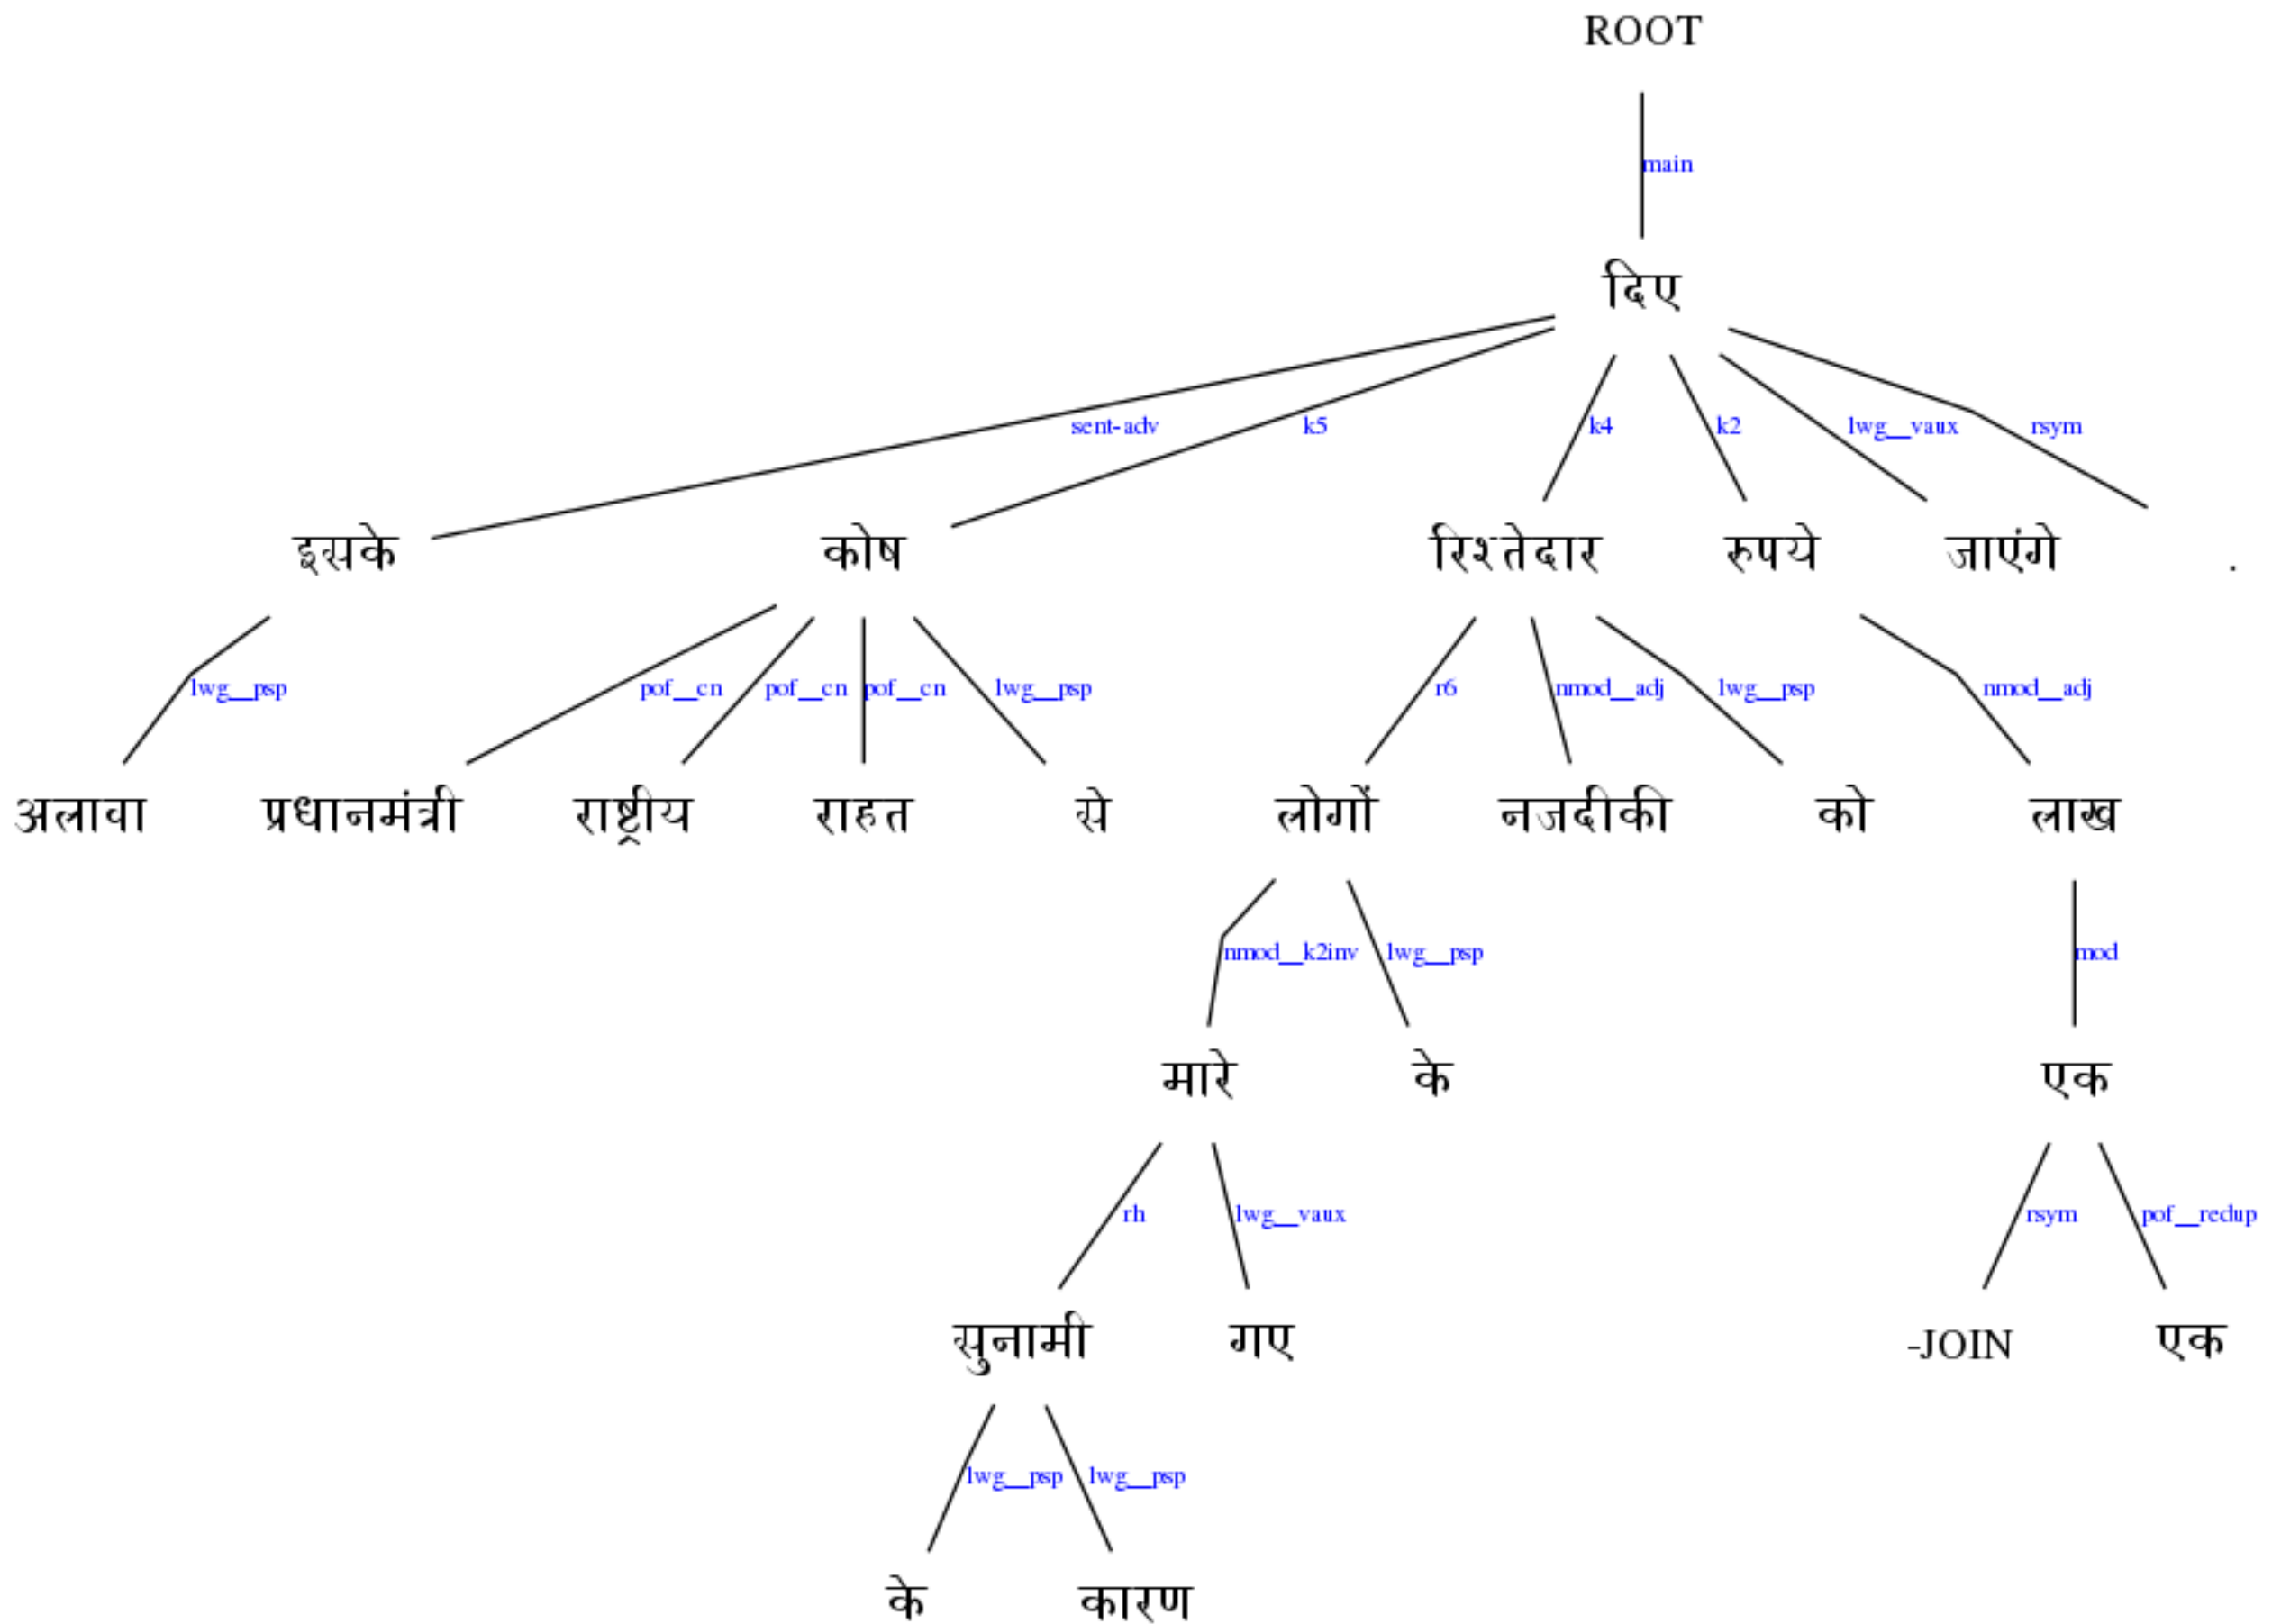 ROOT
main
दिए
sent-adv k5 k4 k2 lwg__vaux rsym
इसके कोष रिश्तेदार रुपये जाएंगे .
lwg__psp pof__cn pof__cn pof__cn lwg__psp r6 nmod__adj lwg__psp nmod__adj
अलावा प्रधानमंत्री राष्ट्रीय राहत से लोगों नजदीकी को लाख
nmod__k2inv lwg__psp mod
मारे के एक
rh lwg__vaux rsym pof__redup
सुनामी गए -JOIN एक
lwg__psp lwg__psp
के कारण